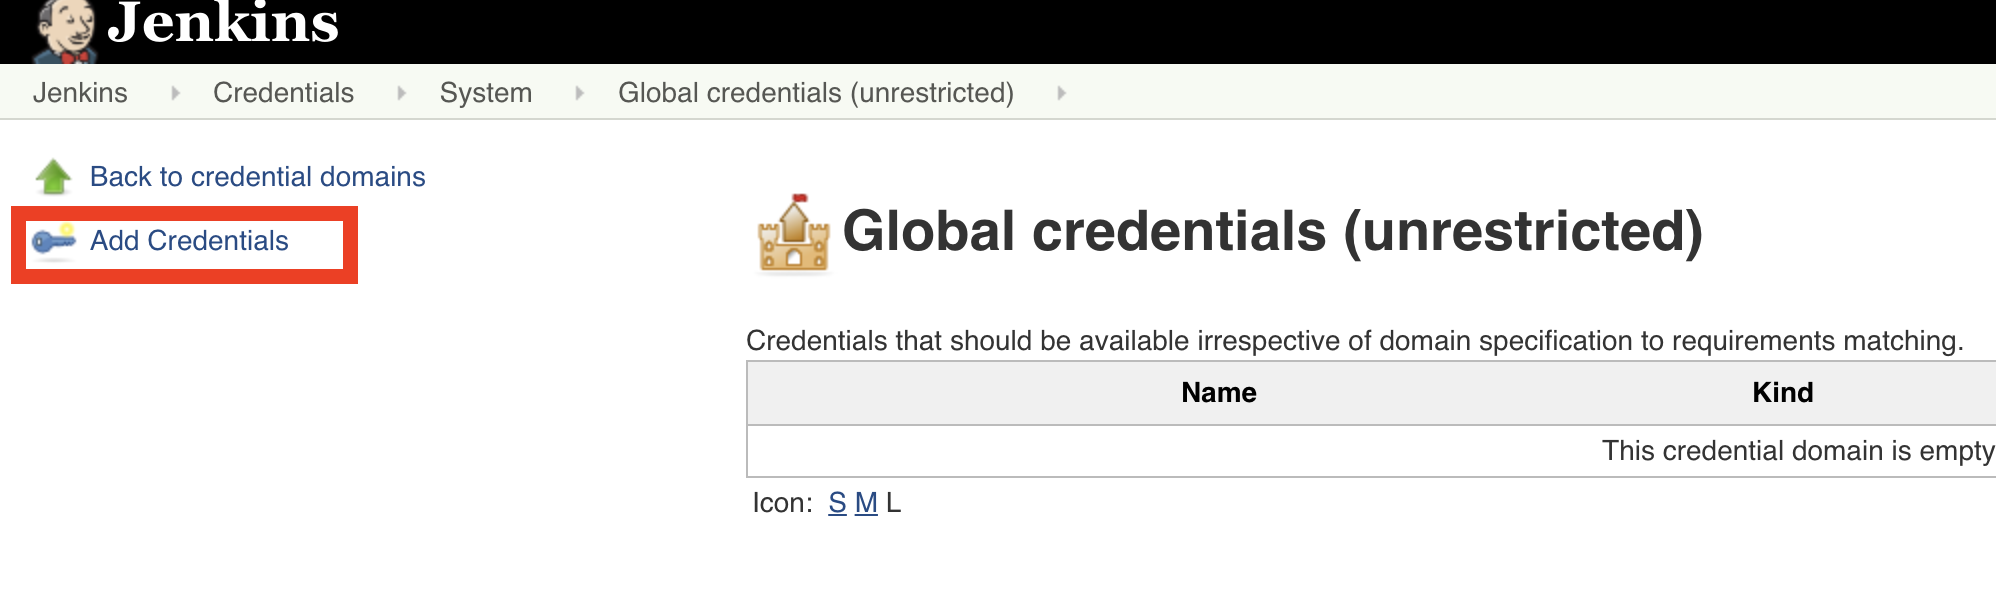 Jenkins
Jenkins Credentials System Global credentials (unrestricted)
Back to credential domains
Add Credentials
Global credentials (unrestricted)
Credentials that should be available irrespective of domain specification to requirements matching.
Name Kind
This credential domain is empty
Icon: S M L